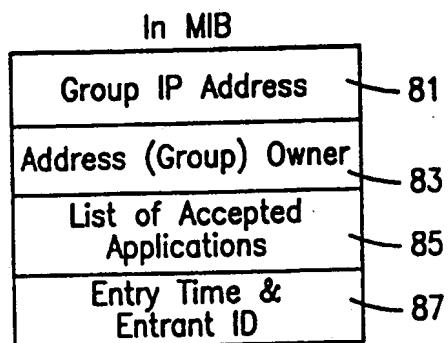 In MIB
Group IP Address
81
Address (Group) Owner
83
List of Accepted
Applications
85
Entry Time &
Entrant ID
87